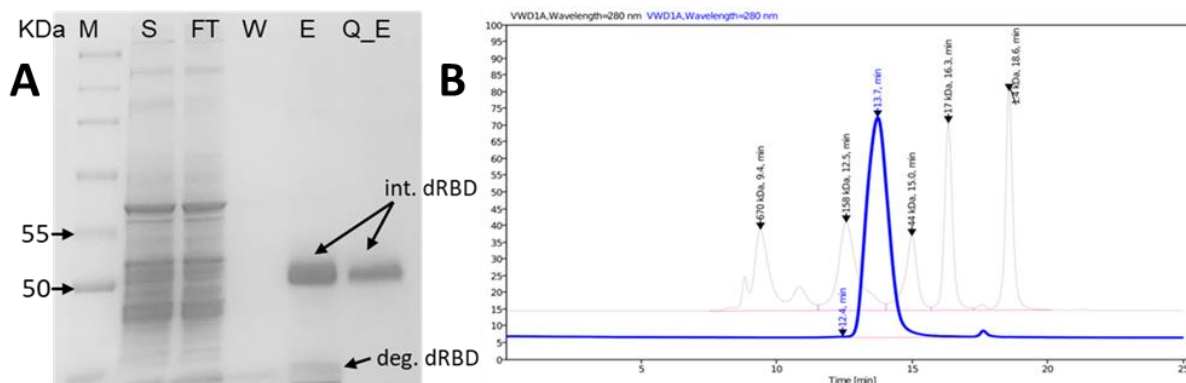 A
KDa M S FT W E Q_E
55
50
int. dRBD
deg. dRBD
B
VWD1A,Wavelength=280 nm VWD1A,Wavelength=280 nm
100
95
90
85
80
75
70
65
60
55
50
45
40
35
30
25
20
15
10
5
0
670 kDa, 9.4, min
158 kDa, 12.5, min
12.4, min
13.7, min
44 kDa, 15.0, min
17 kDa, 16.3, min
1.4 kDa, 18.6, min
5 10 15 20 25
Time [min]